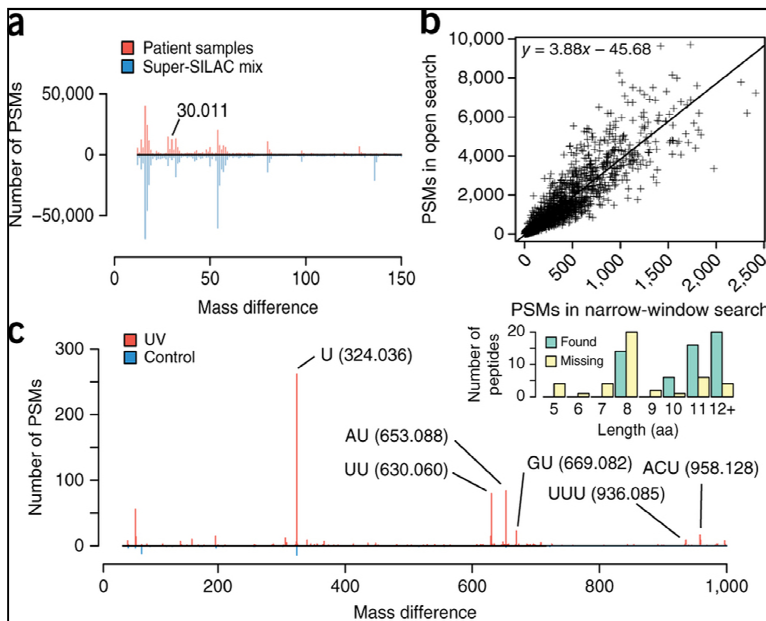 a
Patient samples
Super-SILAC mix
30.011
50,000
0
−50,000
Number of PSMs
0
50
100
150
Mass difference
b
y = 3.88x − 45.68
10,000
8,000
6,000
4,000
2,000
0
PSMs in open search
0
500
1,000
1,500
2,000
2,500
PSMs in narrow-window search
c
UV
Control
300
200
100
0
Number of PSMs
U (324.036)
AU (653.088)
UU (630.060)
GU (669.082)
ACU (958.128)
UUU (936.085)
0
200
400
600
800
1,000
Mass difference
Number of
peptides
20
10
0
Found
Missing
5 6 7 8 9 10 11 12+
Length (aa)